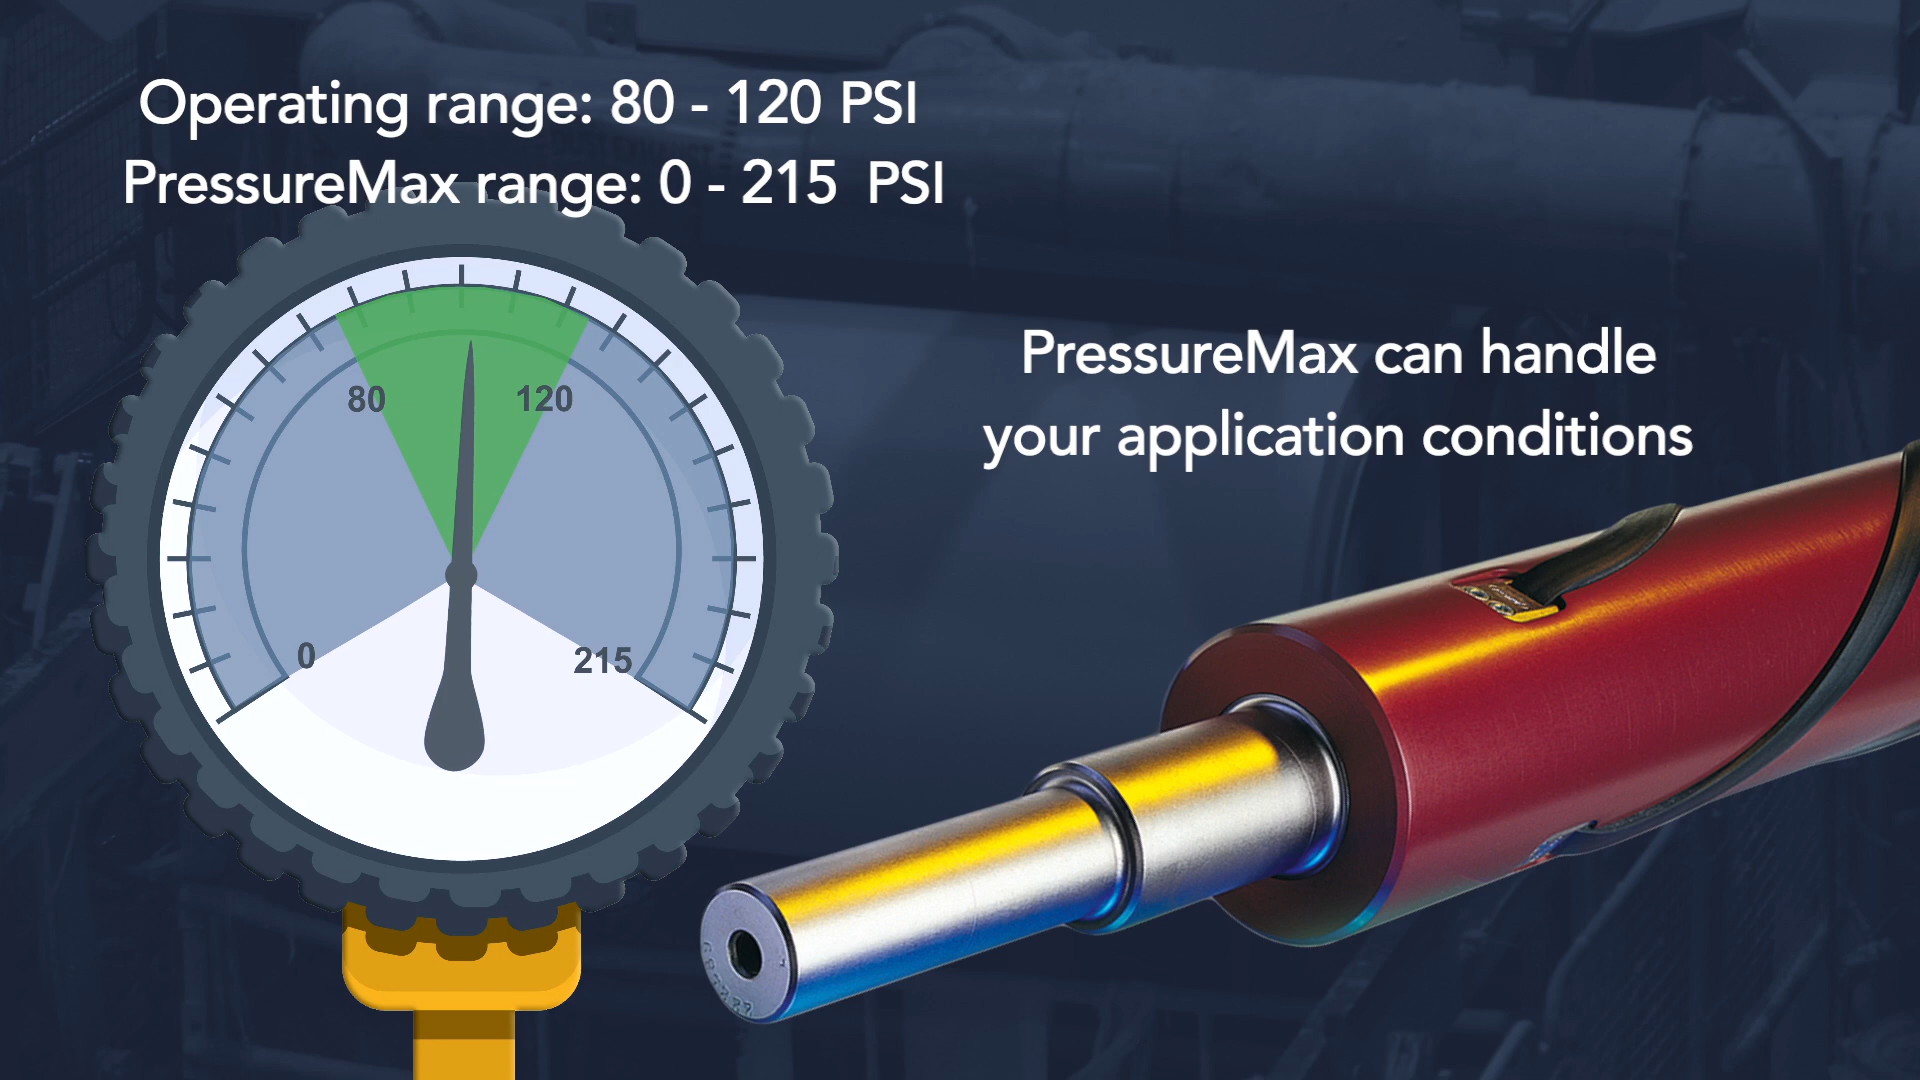 Operating range: 80 - 120 PSI
PressureMax range: 0 - 215 PSI
PressureMax can handle
your application conditions
80
120
0
215